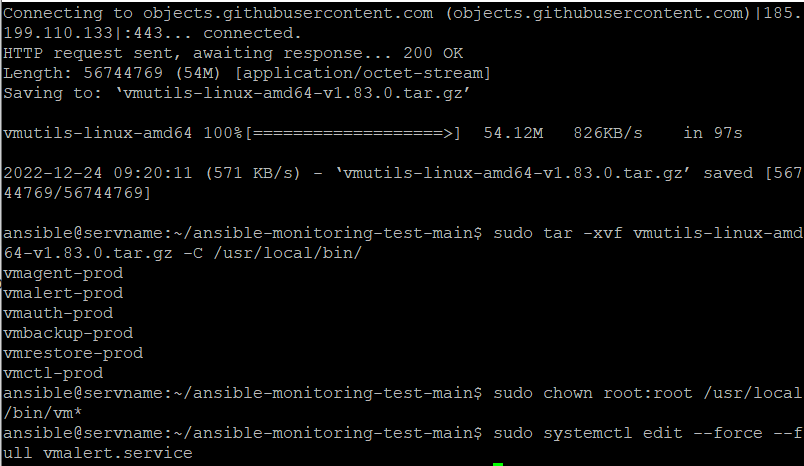 Connecting to objects.githubusercontent.com (objects.githubusercontent.com)|185.
199.110.133|:443... connected.
HTTP request sent, awaiting response... 200 OK
Length: 56744769 (54M) [application/octet-stream]
Saving to: ‘vmutils-linux-amd64-v1.83.0.tar.gz’
vmutils-linux-amd64 100%[===================>]  54.12M   826KB/s    in 97s
2022-12-24 09:20:11 (571 KB/s) - ‘vmutils-linux-amd64-v1.83.0.tar.gz’ saved [567
44769/56744769]
ansible@servname:~/ansible-monitoring-test-main$ sudo tar -xvf vmutils-linux-amd
64-v1.83.0.tar.gz -C /usr/local/bin/
vmagent-prod
vmalert-prod
vmauth-prod
vmbackup-prod
vmrestore-prod
vmctl-prod
ansible@servname:~/ansible-monitoring-test-main$ sudo chown root:root /usr/local
/bin/vm*
ansible@servname:~/ansible-monitoring-test-main$ sudo systemctl edit --force --f
ull vmalert.service